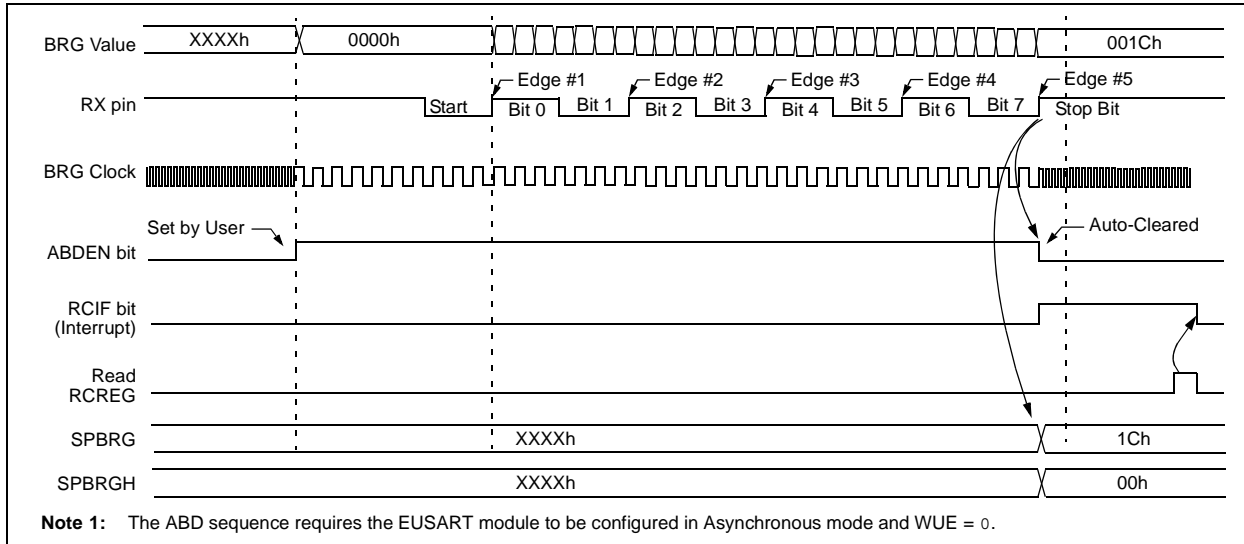 BRG Value XXXXh 0000h 001Ch
Edge #1 Edge #2 Edge #3 Edge #4 Edge #5
RX pin Start Bit 0 Bit 1 Bit 2 Bit 3 Bit 4 Bit 5 Bit 6 Bit 7 Stop Bit
BRG Clock
Set by User Auto-Cleared
ABDEN bit
RCIF bit
(Interrupt)
Read
RCREG
SPBRG XXXXh 1Ch
SPBRGH XXXXh 00h
Note 1: The ABD sequence requires the EUSART module to be configured in Asynchronous mode and WUE = 0.